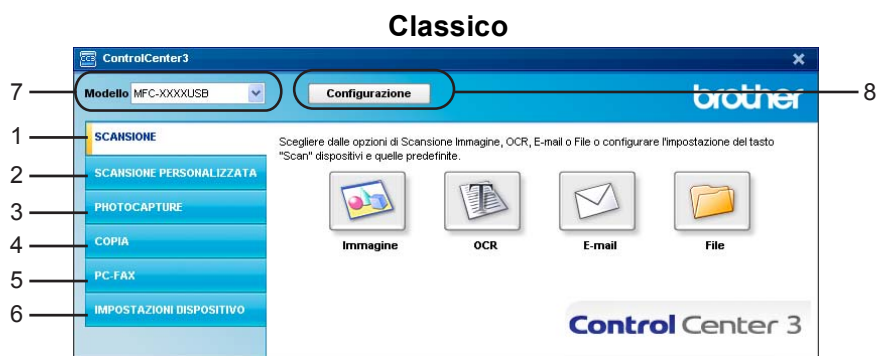 Classico
ControlCenter3
7
Modello MFC-XXXXUSB
Configurazione
8
brother
1
SCANSIONE
Scegliere dalle opzioni di Scansione Immagine, OCR, E-mail o File o configurare l'impostazione del tasto
"Scan" dispositivi e quelle predefinite.
2
SCANSIONE PERSONALIZZATA
3
PHOTOCAPTURE
4
COPIA
Immagine
OCR
E-mail
File
5
PC-FAX
6
IMPOSTAZIONI DISPOSITIVO
Control Center 3